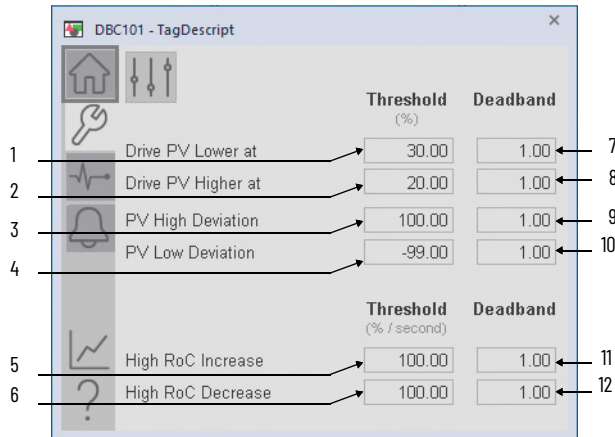 DBC101 - TagDescript ×
Threshold Deadband
(%)
1 Drive PV Lower at 30.00 1.00 7
2 Drive PV Higher at 20.00 1.00 8
3 PV High Deviation 100.00 1.00 9
4 PV Low Deviation -99.00 1.00 10
Threshold Deadband
(% / second)
5 High RoC Increase 100.00 1.00 11
6 High RoC Decrease 100.00 1.00 12
?